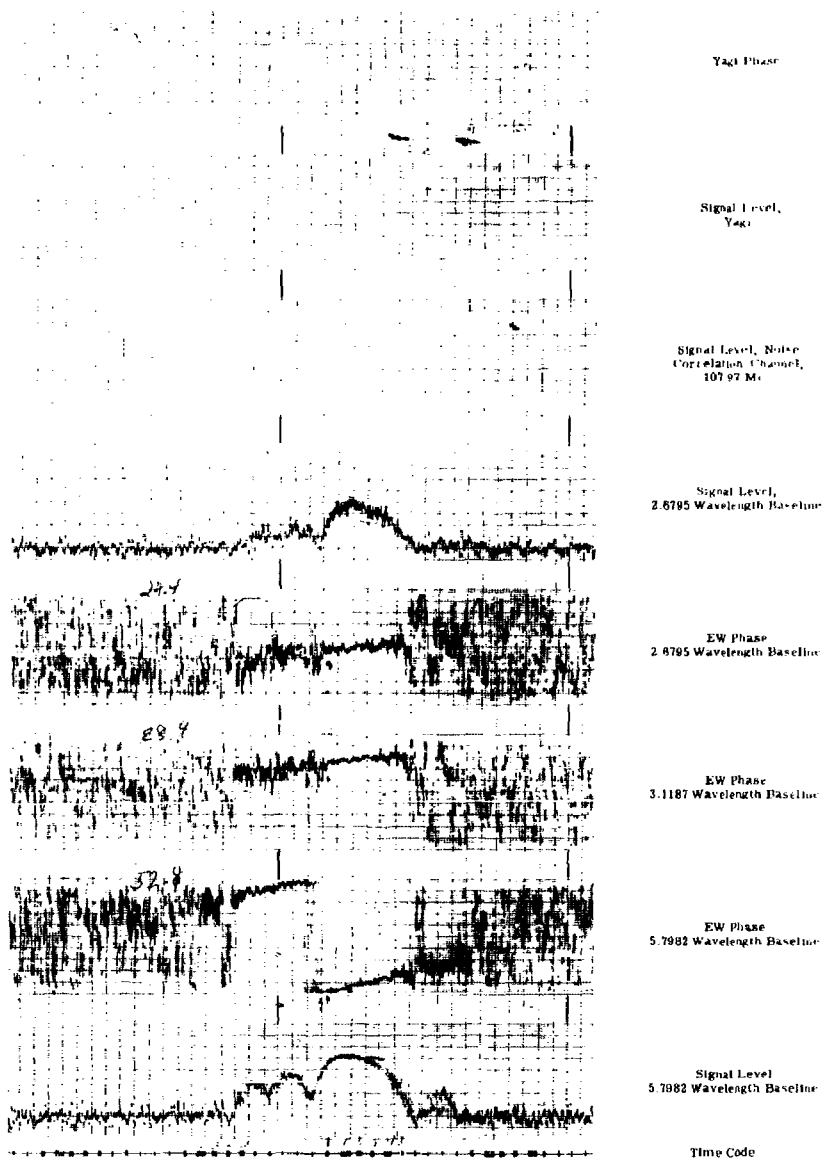 Yagi Phase
Signal Level,
Yagi
Signal Level, Noise
Correlation Channel,
107.97 Mc
Signal Level,
2.6795 Wavelength Baseline
24.4
EW Phase
2.6795 Wavelength Baseline
28.4
EW Phase
3.1187 Wavelength Baseline
EW Phase
5.7982 Wavelength Baseline
Signal Level
5.7982 Wavelength Baseline
Time Code